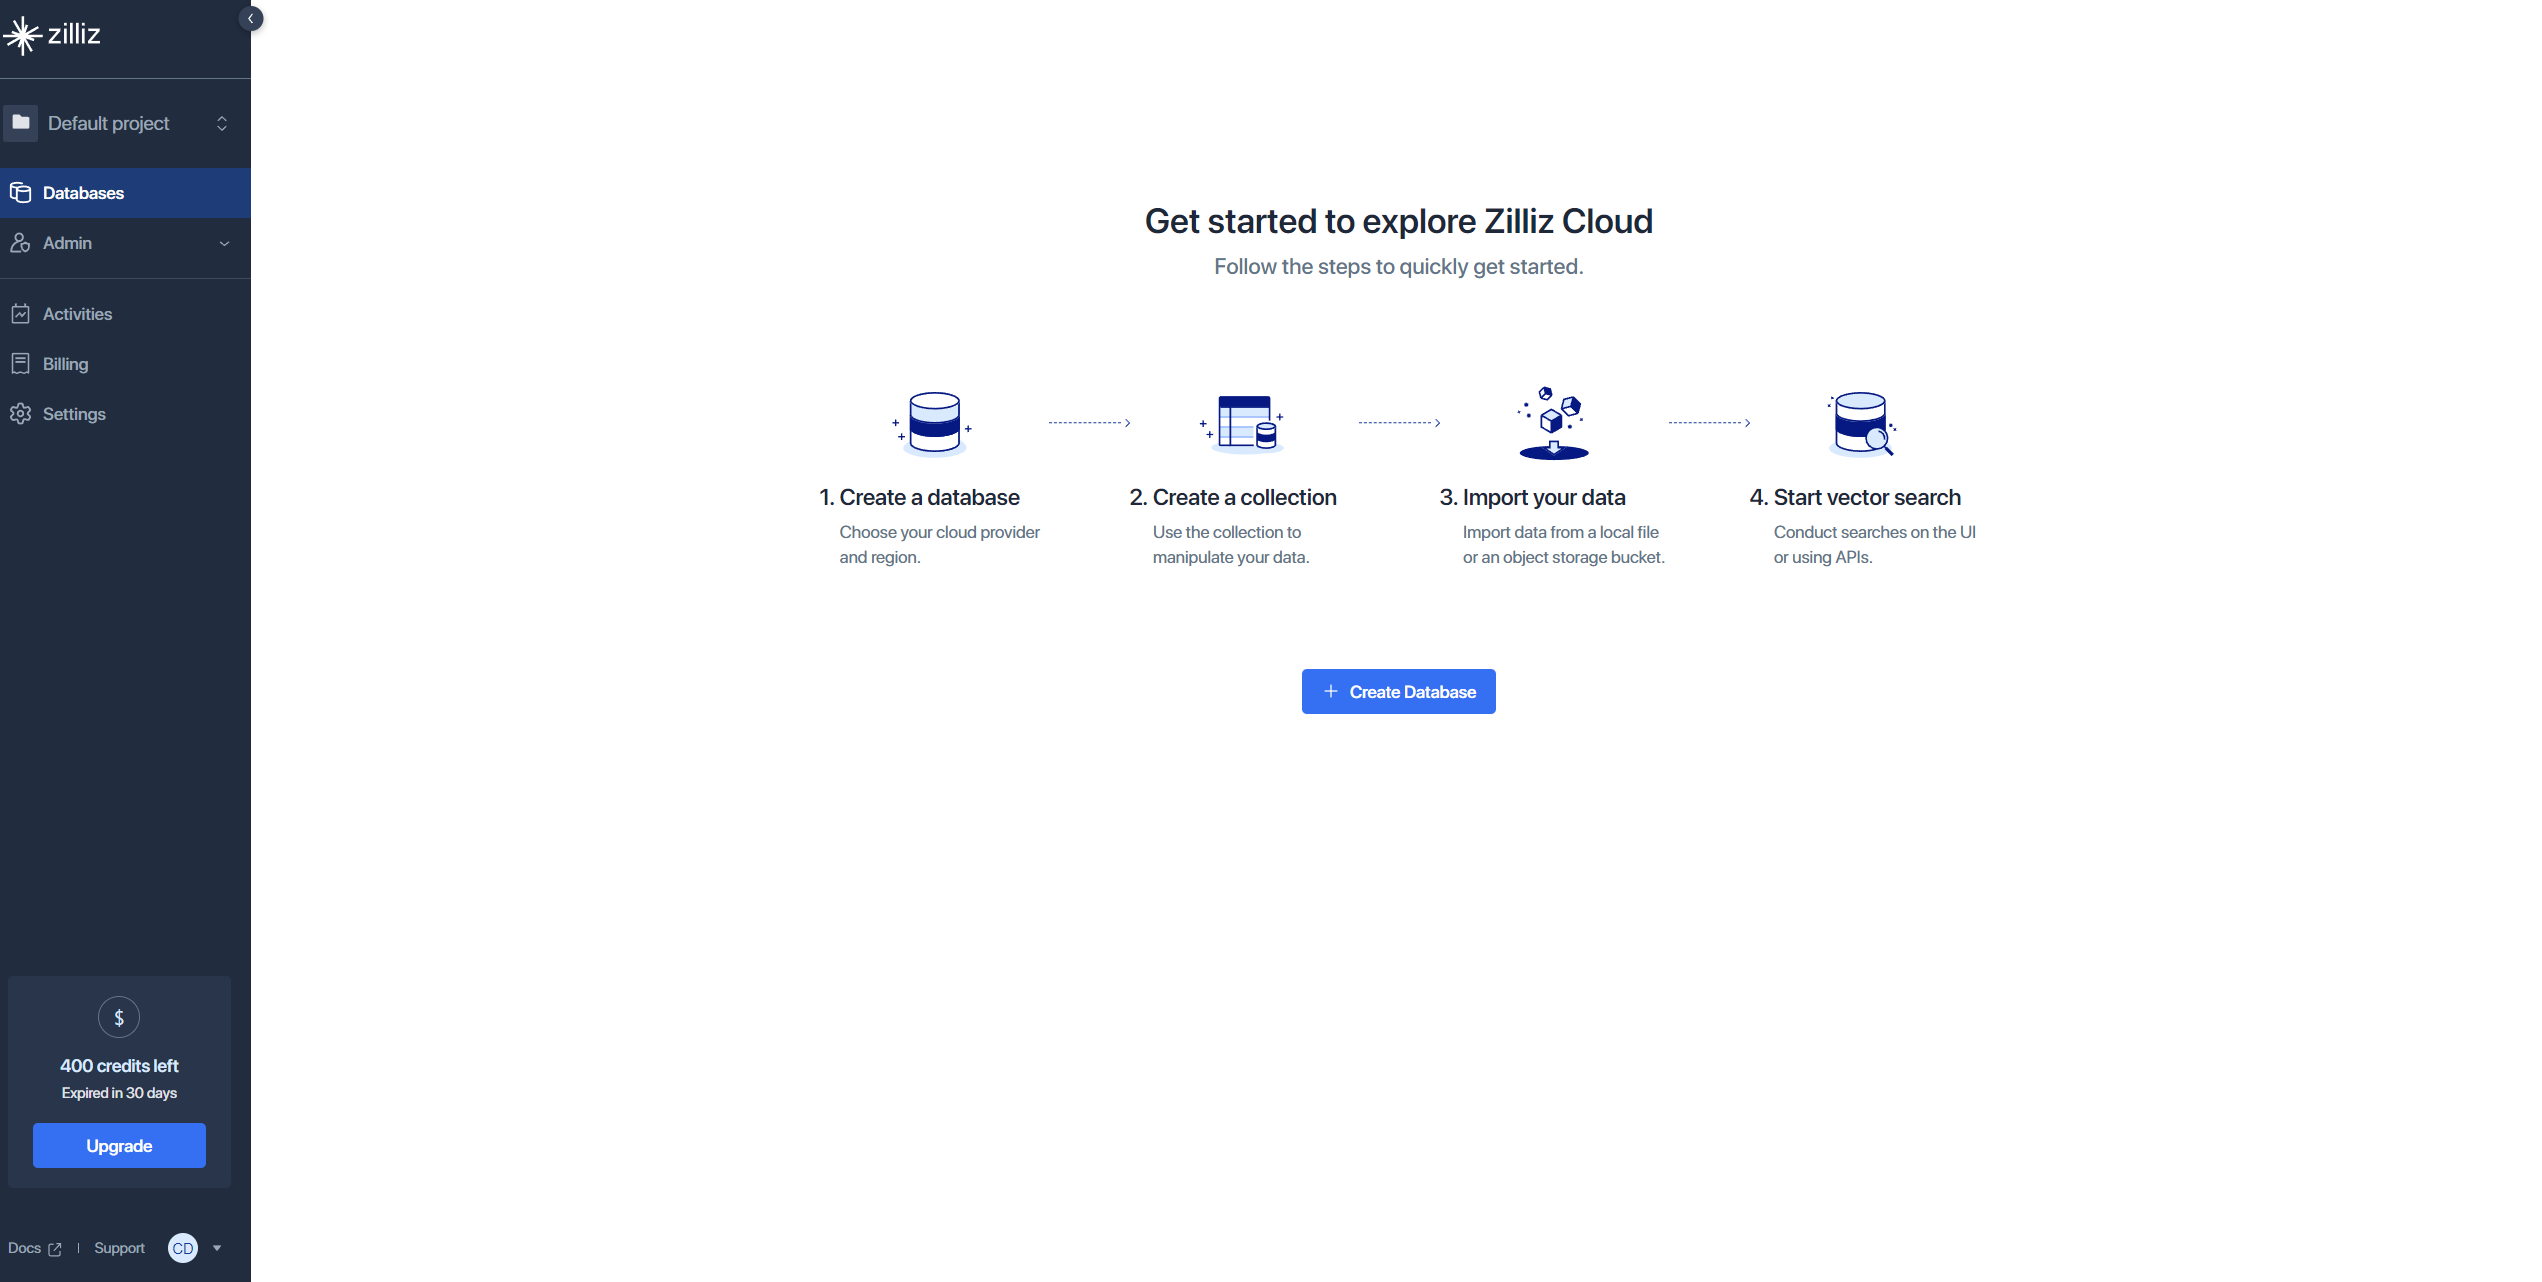 zilliz
Default project
Databases
Admin
Activities
Billing
Settings
$
400 credits left
Expired in 30 days
Upgrade
Docs | Support CD
Get started to explore Zilliz Cloud
Follow the steps to quickly get started.
1. Create a database
Choose your cloud provider
and region.
2. Create a collection
Use the collection to
manipulate your data.
3. Import your data
Import data from a local file
or an object storage bucket.
4. Start vector search
Conduct searches on the UI
or using APIs.
+ Create Database